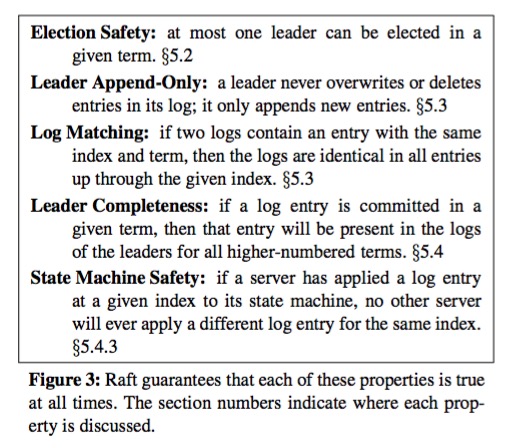 Election Safety: at most one leader can be elected in a
given term. §5.2
Leader Append-Only: a leader never overwrites or deletes
entries in its log; it only appends new entries. §5.3
Log Matching: if two logs contain an entry with the same
index and term, then the logs are identical in all entries
up through the given index. §5.3
Leader Completeness: if a log entry is committed in a
given term, then that entry will be present in the logs
of the leaders for all higher-numbered terms. §5.4
State Machine Safety: if a server has applied a log entry
at a given index to its state machine, no other server
will ever apply a different log entry for the same index.
§5.4.3
Figure 3: Raft guarantees that each of these properties is true
at all times. The section numbers indicate where each prop-
erty is discussed.